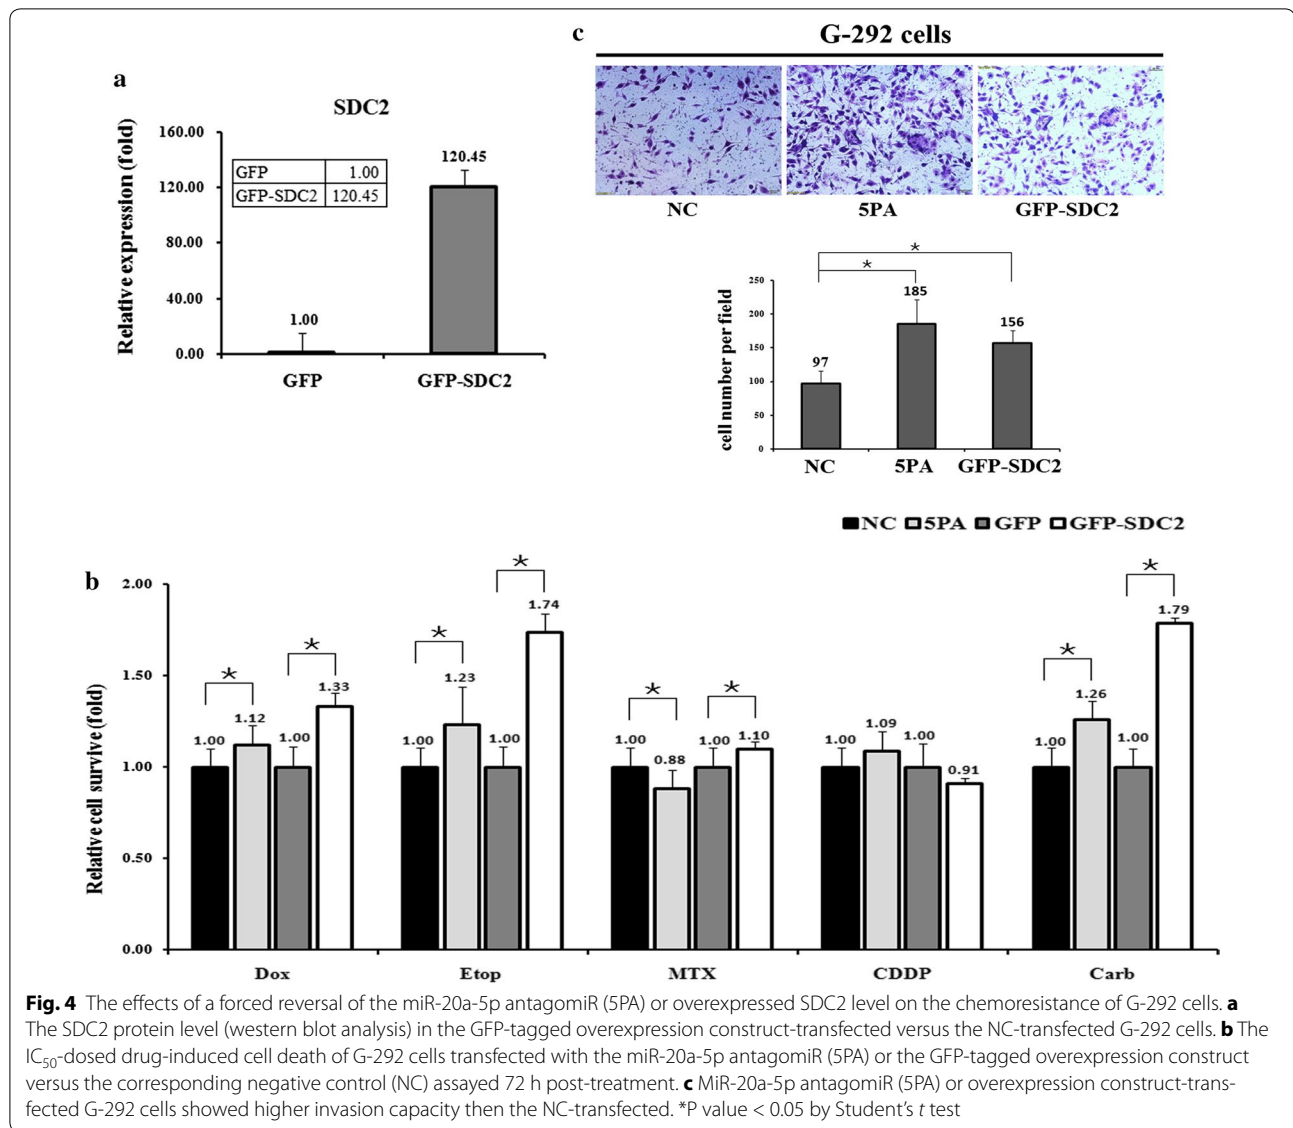 a
SDC2
Relative expression (fold)
160.00
120.00
80.00
40.00
0.00
GFP 1.00
GFP-SDC2 120.45
1.00
120.45
GFP GFP-SDC2
c
G-292 cells
NC 5PA GFP-SDC2
cell number per field
250
200
150
100
50
0
*
*
97
185
156
NC 5PA GFP-SDC2
NC 5PA GFP GFP-SDC2
b
Relative cell survive (fold)
2.00
1.50
1.00
0.50
0.00
* * * * * * * *
1.00 1.12 1.00 1.33
1.00 1.23 1.00 1.74
1.00 0.88 1.00 1.10
1.00 1.09 1.00 0.91
1.00 1.26 1.00 1.79
Dox Etop MTX CDDP Carb
Fig. 4 The effects of a forced reversal of the miR-20a-5p antagomiR (5PA) or overexpressed SDC2 level on the chemoresistance of G-292 cells. a
The SDC2 protein level (western blot analysis) in the GFP-tagged overexpression construct-transfected versus the NC-transfected G-292 cells. b The
IC50-dosed drug-induced cell death of G-292 cells transfected with the miR-20a-5p antagomiR (5PA) or the GFP-tagged overexpression construct
versus the corresponding negative control (NC) assayed 72 h post-treatment. c MiR-20a-5p antagomiR (5PA) or overexpression construct-trans-
fected G-292 cells showed higher invasion capacity then the NC-transfected. *P value < 0.05 by Student's t test